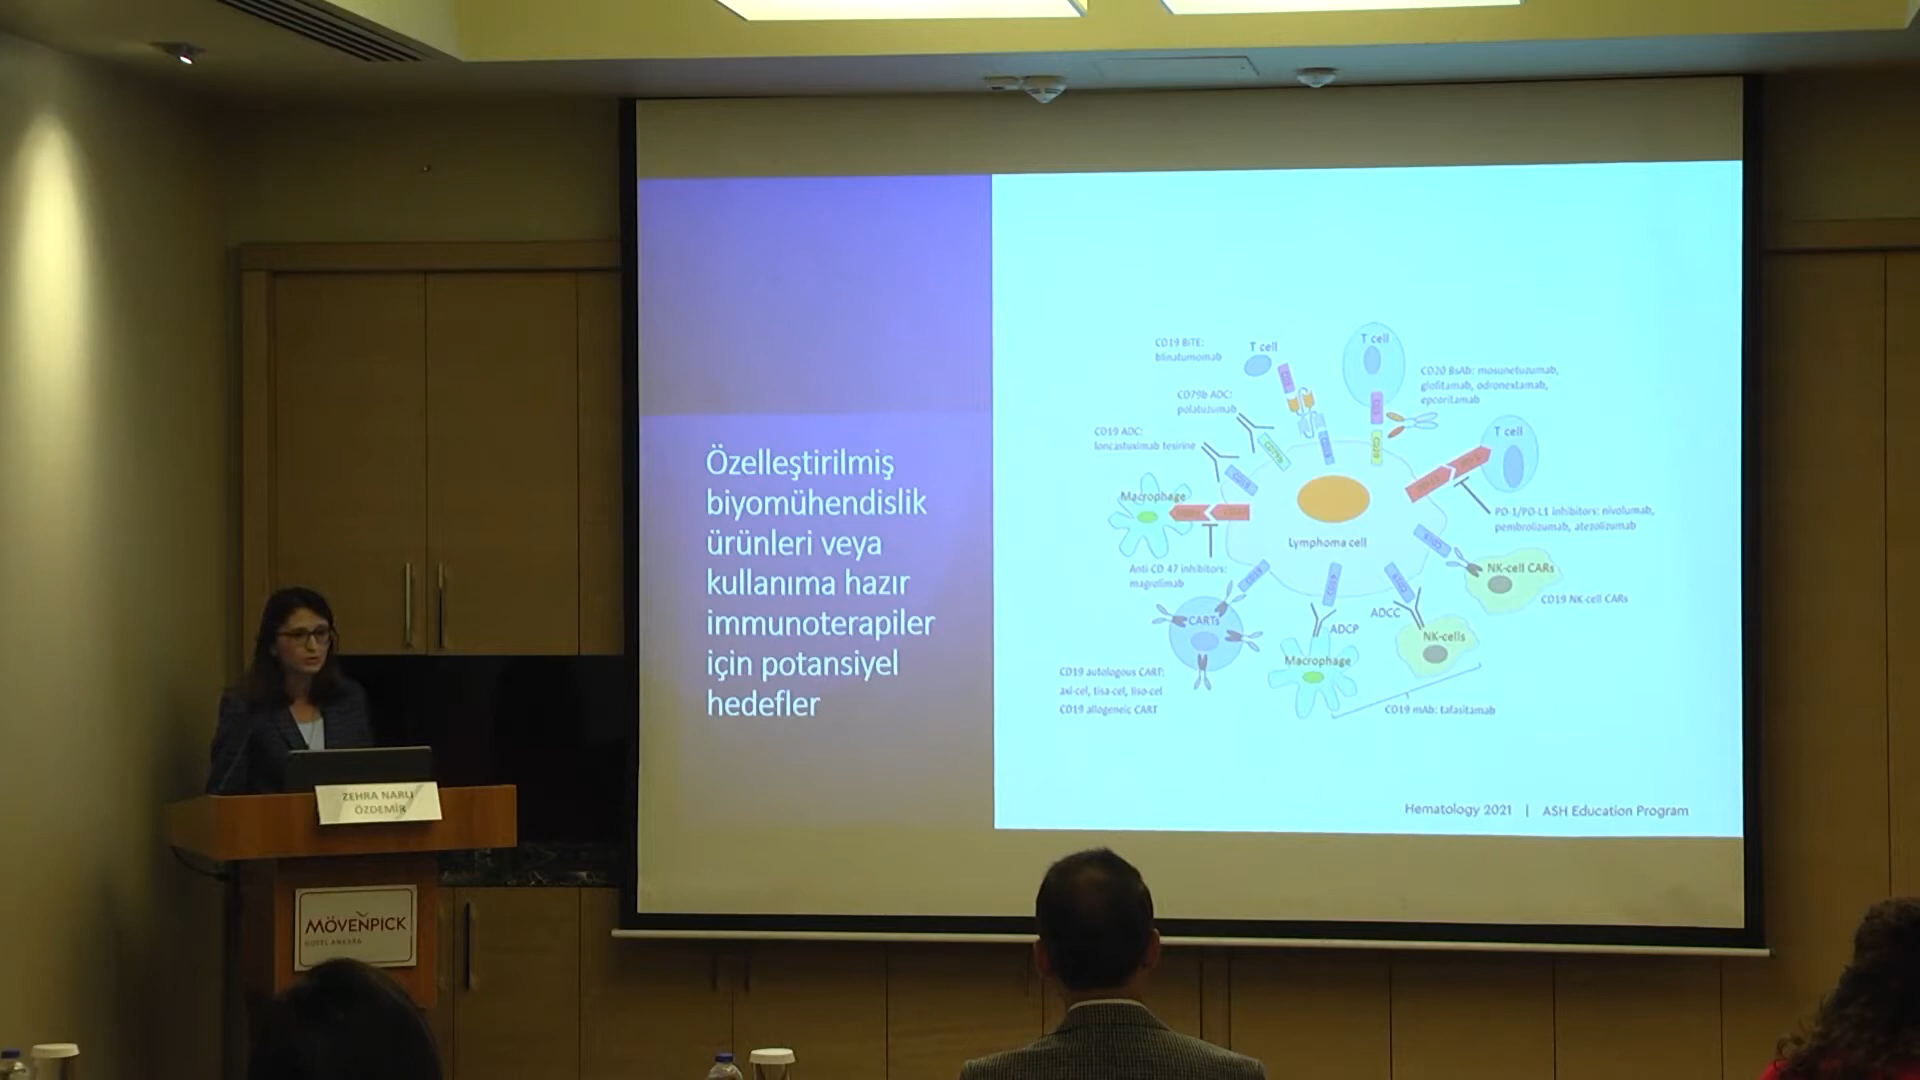 Özelleştirilmiş
biyomühendislik
ürünleri veya
kullanıma hazır
immunoterapiler
için potansiyel
hedefler
CD19 BiTE:
blinatumomab
T cell
T cell
CD20 BsAb: mosunetuzumab,
glofitamab, odronextamab,
epcoritamab
CD79b ADC:
polatuzumab
CD19 ADC:
loncastuximab tesirine
T cell
Macrophage
PD-1/PD-L1 inhibitors: nivolumab,
pembrolizumab, atezolizumab
Lymphoma cell
Anti-CD 47 inhibitors:
magrolimab
NK-cell CARs
CD19 NK-cell CARs
CARTs
ADCP
ADCC
NK-cells
Macrophage
CD19 autologous CART:
axi-cel, tisa-cel, liso-cel
CD19 allogeneic CART
CD19 mAb: tafasitamab
Hematology 2021 | ASH Education Program
ZEHRA NARLI
ÖZDEMİR
MÖVENPICK
HOTEL ANKARA